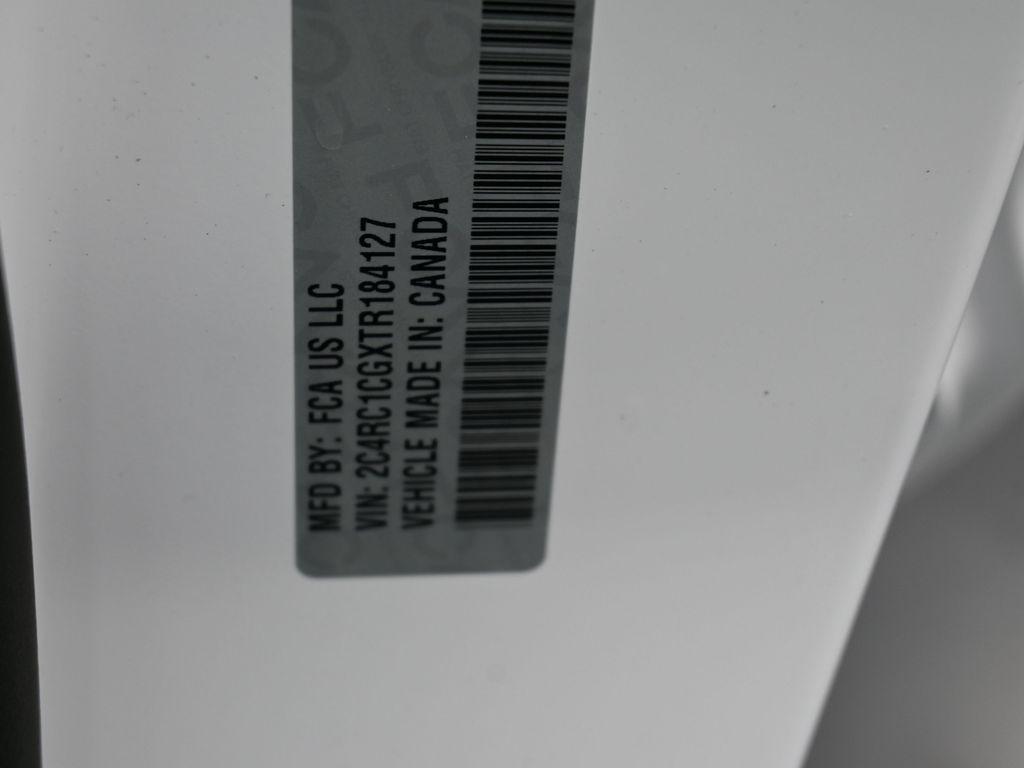 MFD BY: FCA US LLC
VIN: 2C4RC1CGXTR184127
VEHICLE MADE IN: CANADA